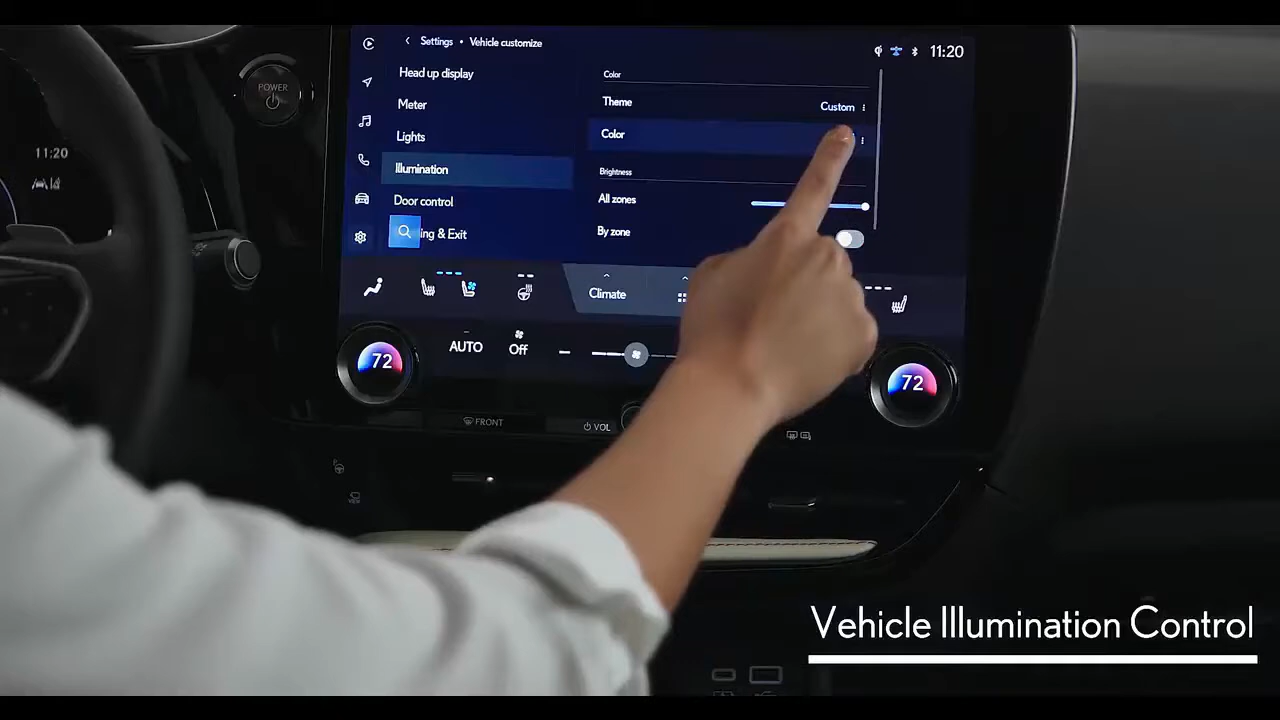 Settings • Vehicle customize
11:20
Head up display
Color
Meter
Theme
Custom
Lights
Color
Illumination
Brightness
Door control
All zones
ing & Exit
By zone
POWER
11:20
Climate
AUTO
Off
72
72
FRONT
VOL
VIEW
Vehicle Illumination Control